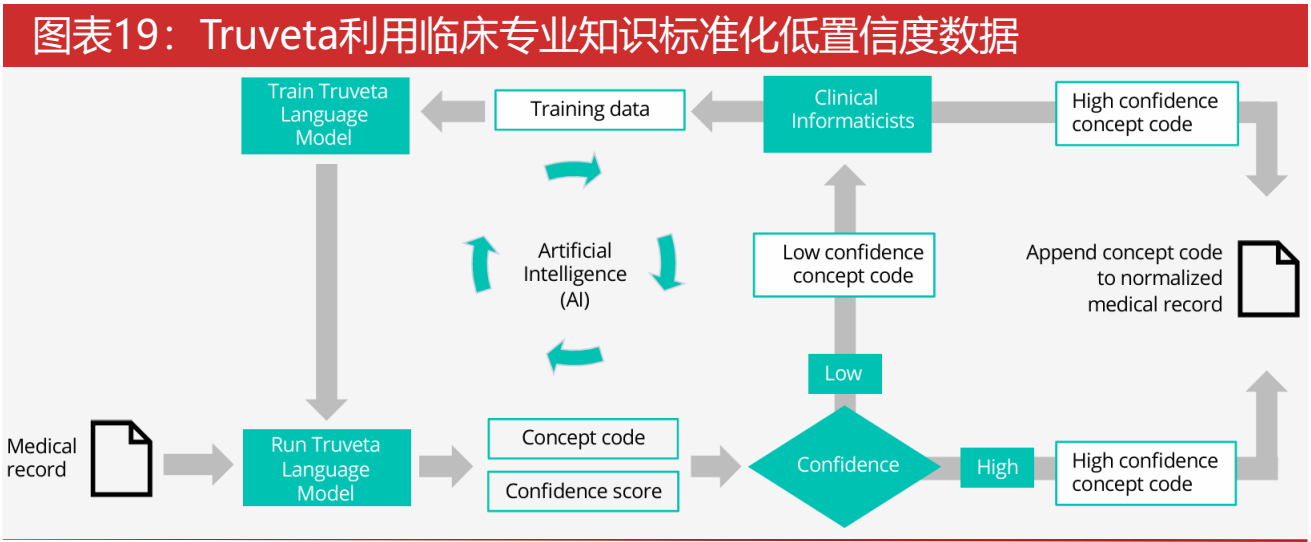 图表19：Truveta利用临床专业知识标准化低置信度数据
Train Truveta
Language
Model
Training data
Clinical
Informaticists
High confidence
concept code
Artificial
Intelligence
(AI)
Low confidence
concept code
Append concept code
to normalized
medical record
Low
Medical
record
Run Truveta
Language
Model
Concept code
Confidence score
Confidence
High
High confidence
concept code